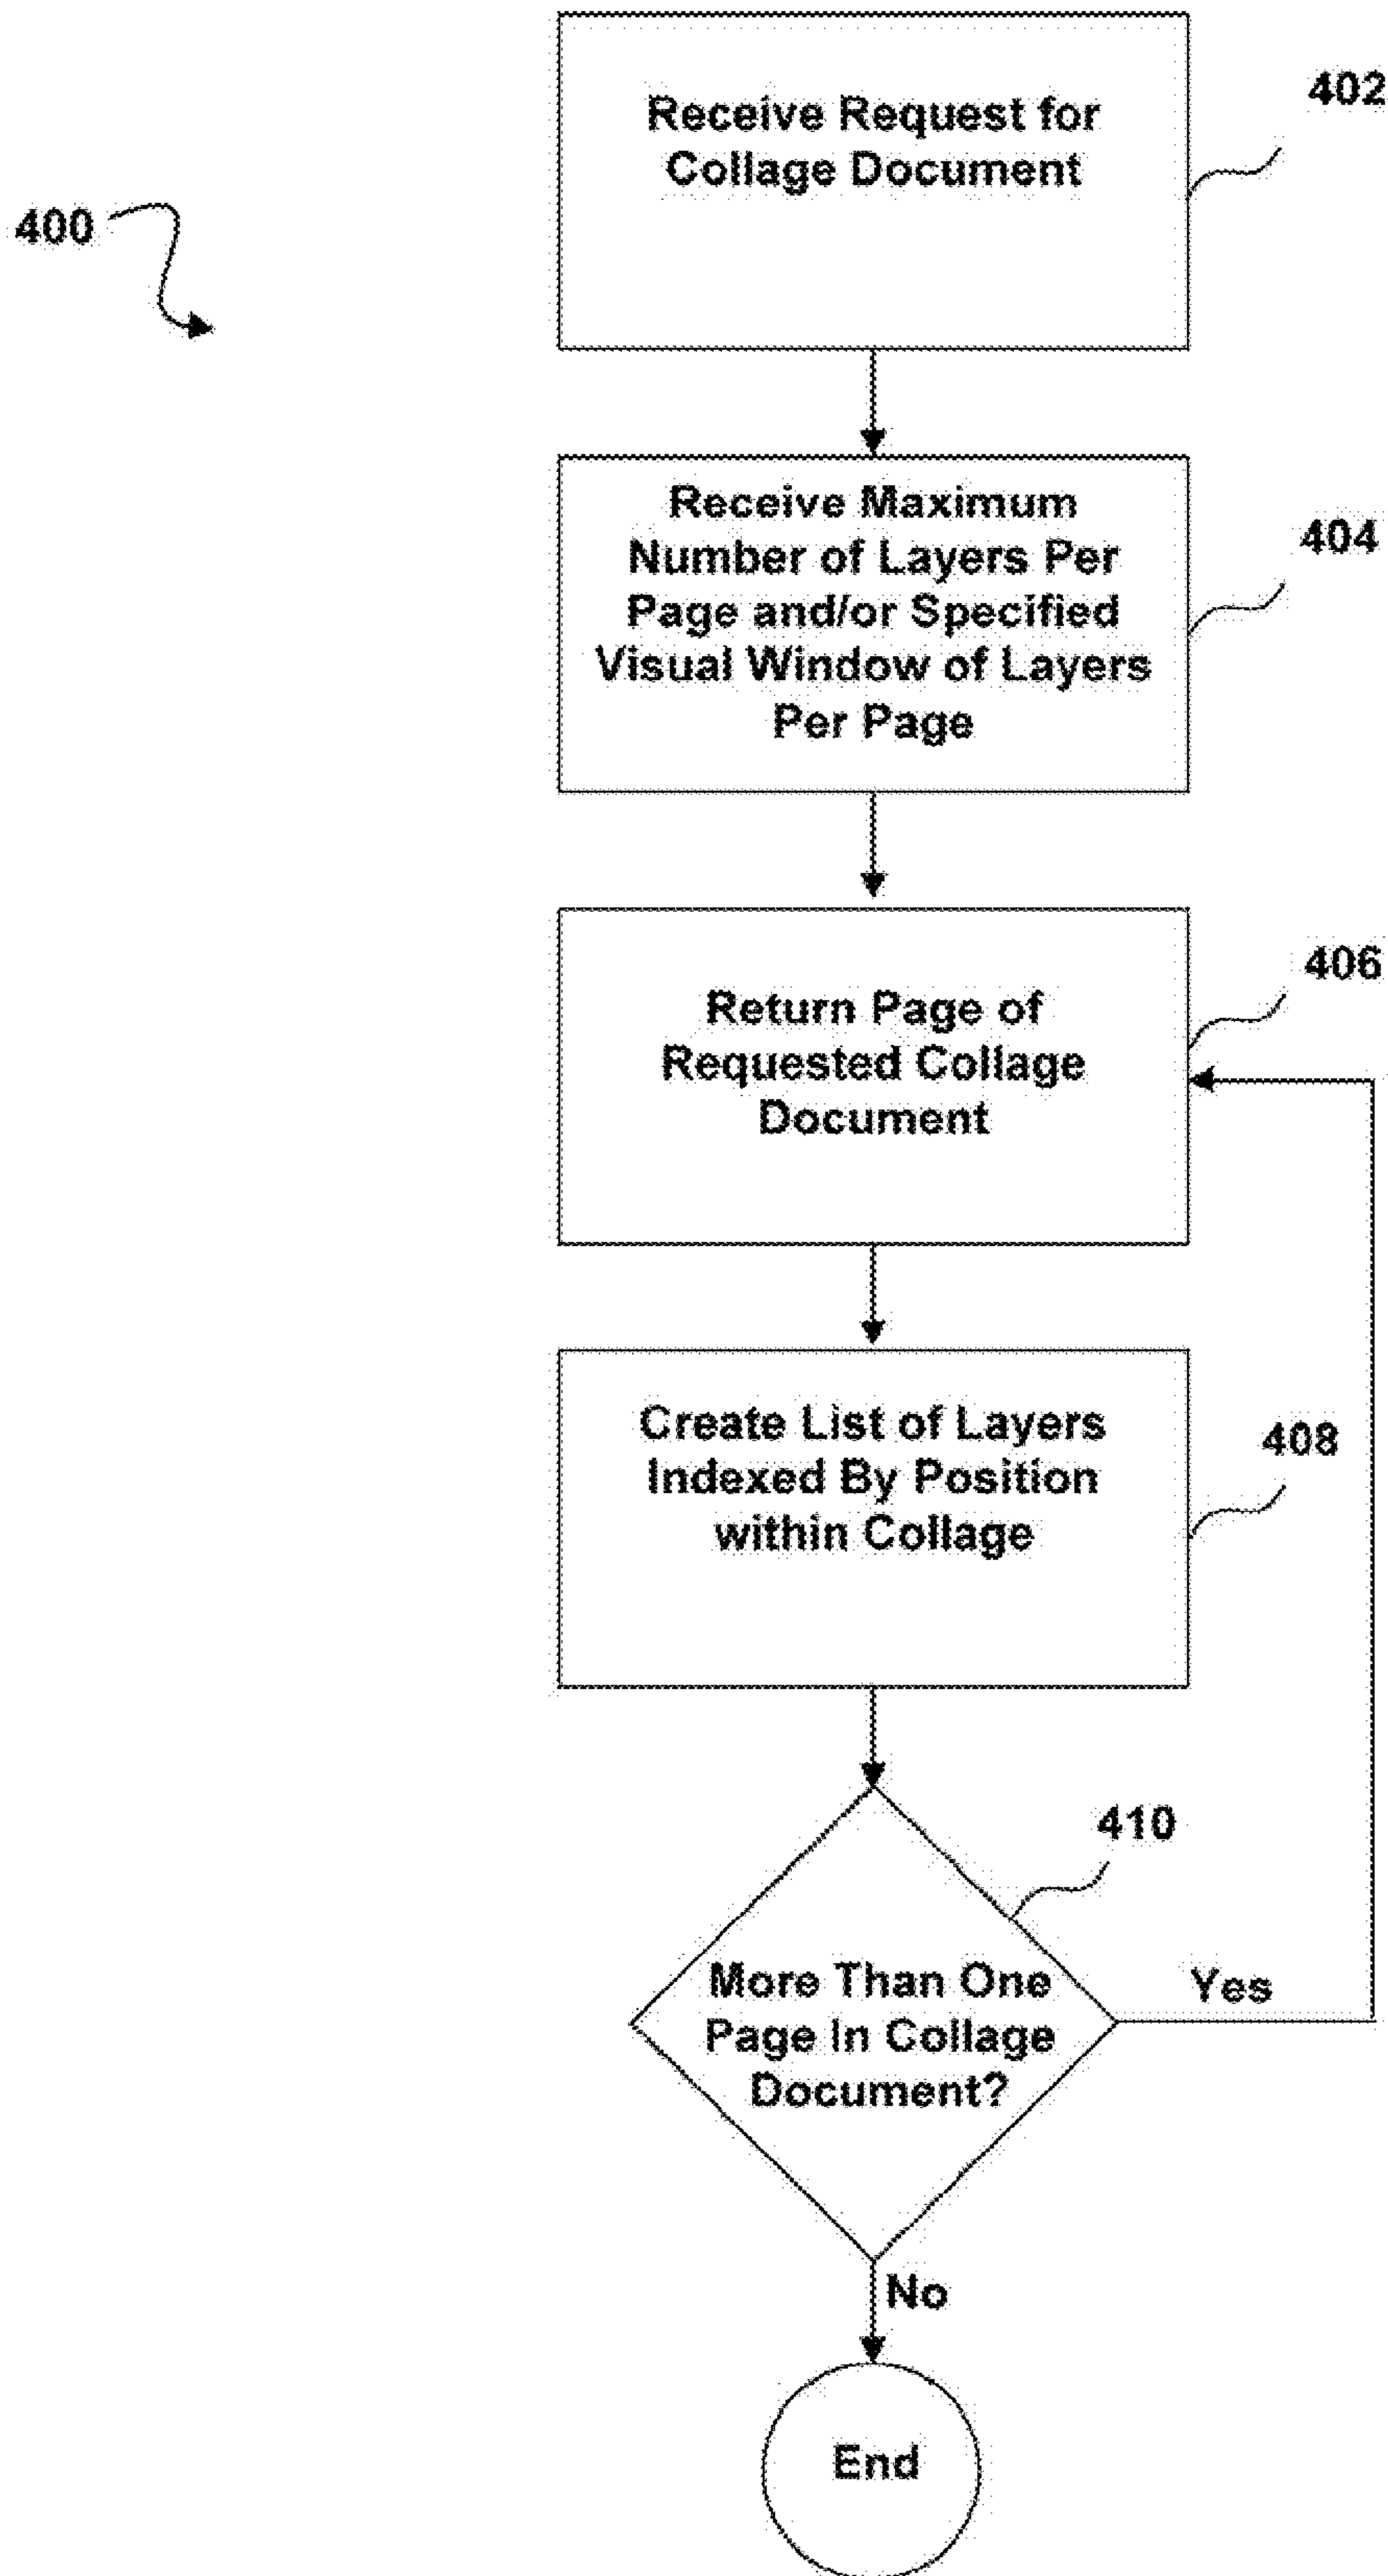 402
Receive Request for
Collage Document
400
Receive Maximum
Number of Layers Per
Page and/or Specified
Visual Window of Layers
Per Page
404
406
Return Page of
Requested Collage
Document
Create List of Layers
Indexed By Position
within Collage
408
410
More Than One
Page In Collage
Document?
Yes
No
End